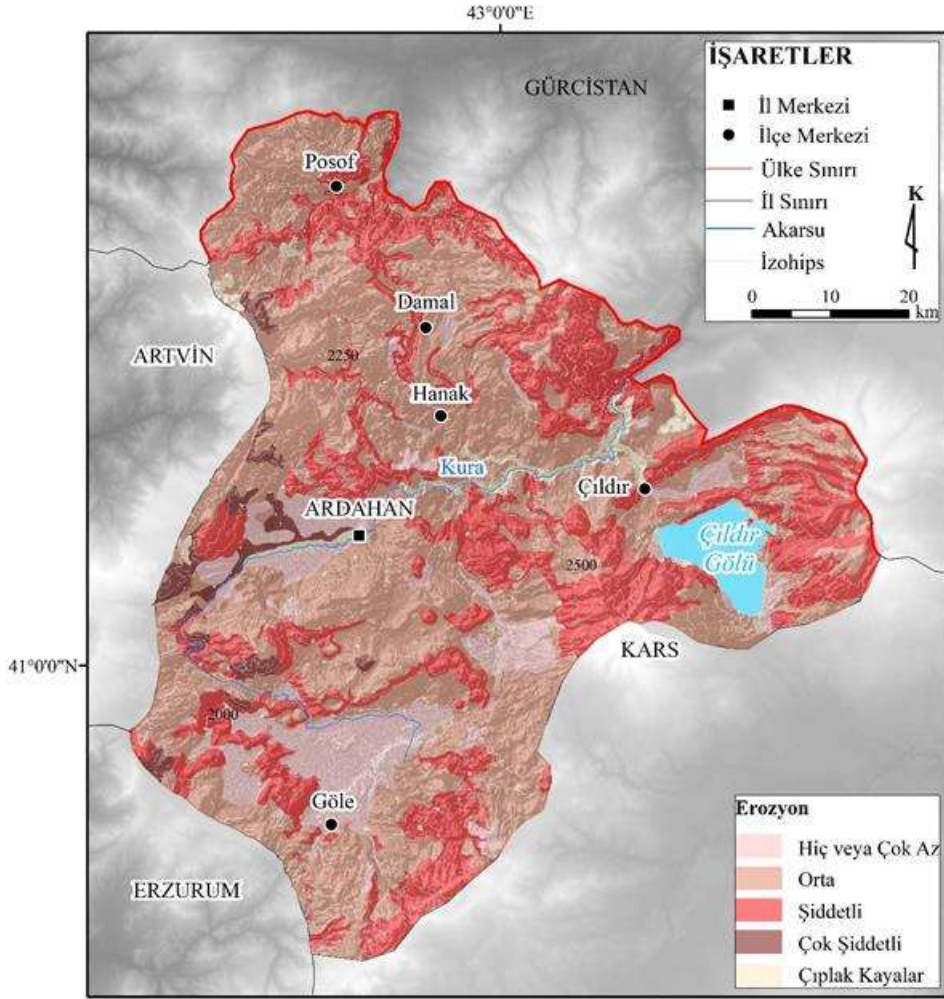 43°0'0"E
İŞARETLER
İl Merkezi
İlçe Merkezi
Ülke Sınırı
İl Sınırı
Akarsu
İzohips
K
0 10 20
km
GÜRCİSTAN
Posof
Damal
ARTVİN
2250
Hanak
Kura
Çıldır
ARDAHAN
Çıldır
Gölü
2500
KARS
41°0'0"N
2000
Göle
ERZURUM
Erozyon
Hiç veya Çok Az
Orta
Şiddetli
Çok Şiddetli
Çıplak Kayalar